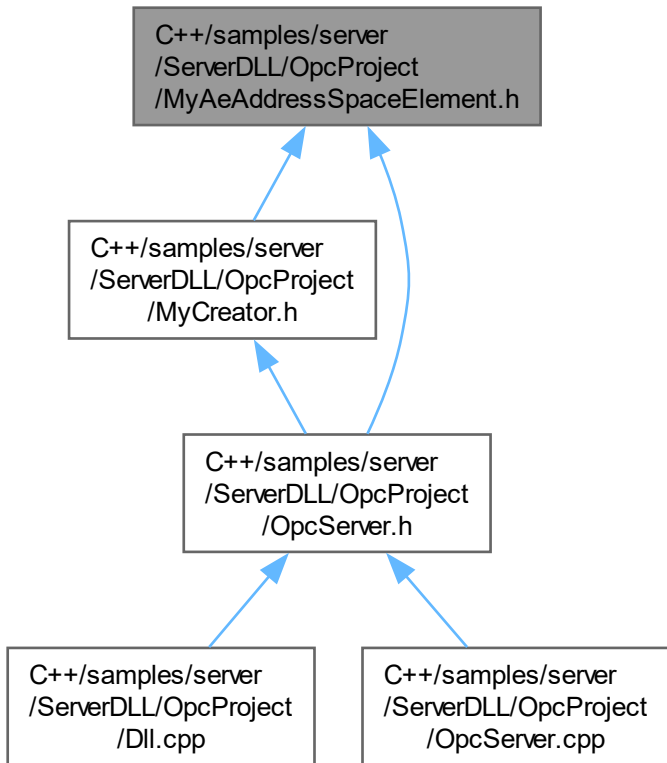 C++/samples/server
/ServerDLL/OpcProject
/MyAeAddressSpaceElement.h
C++/samples/server
/ServerDLL/OpcProject
/MyCreator.h
C++/samples/server
/ServerDLL/OpcProject
/OpcServer.h
C++/samples/server
/ServerDLL/OpcProject
/Dll.cpp
C++/samples/server
/ServerDLL/OpcProject
/OpcServer.cpp